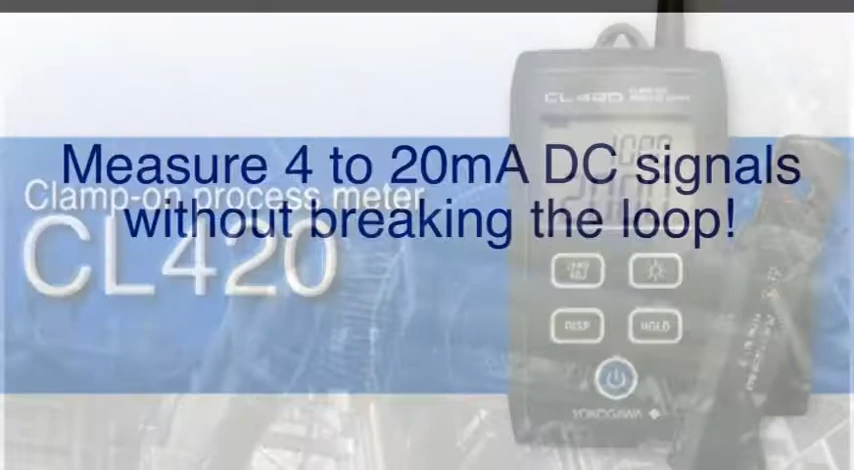 Measure 4 to 20mA DC signals
without breaking the loop!
Clamp-on process meter
CL420
CL420
DISP
HOLD
YOKOGAWA